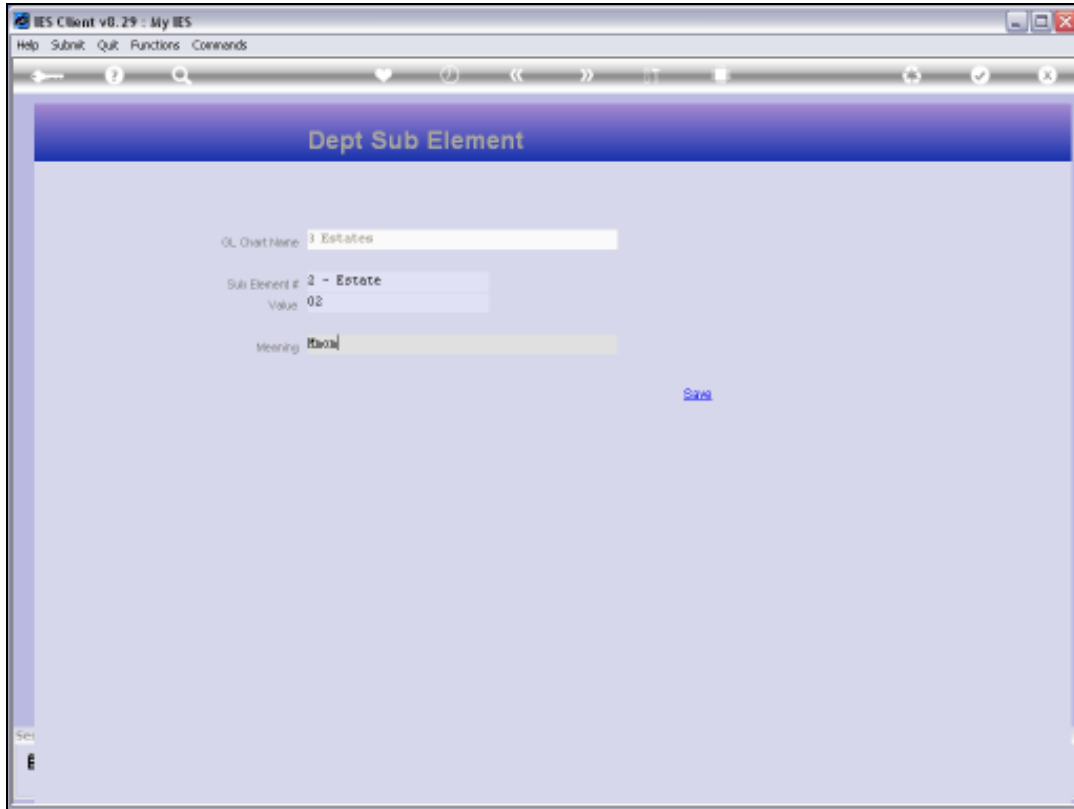 IES Client v8.29 : My IES
Help Submit Quit Functions Commands
Dept Sub Element
GL Chart Name 3 Estates
Sub Element # 2 - Estate
Value 02
Meaning
Save